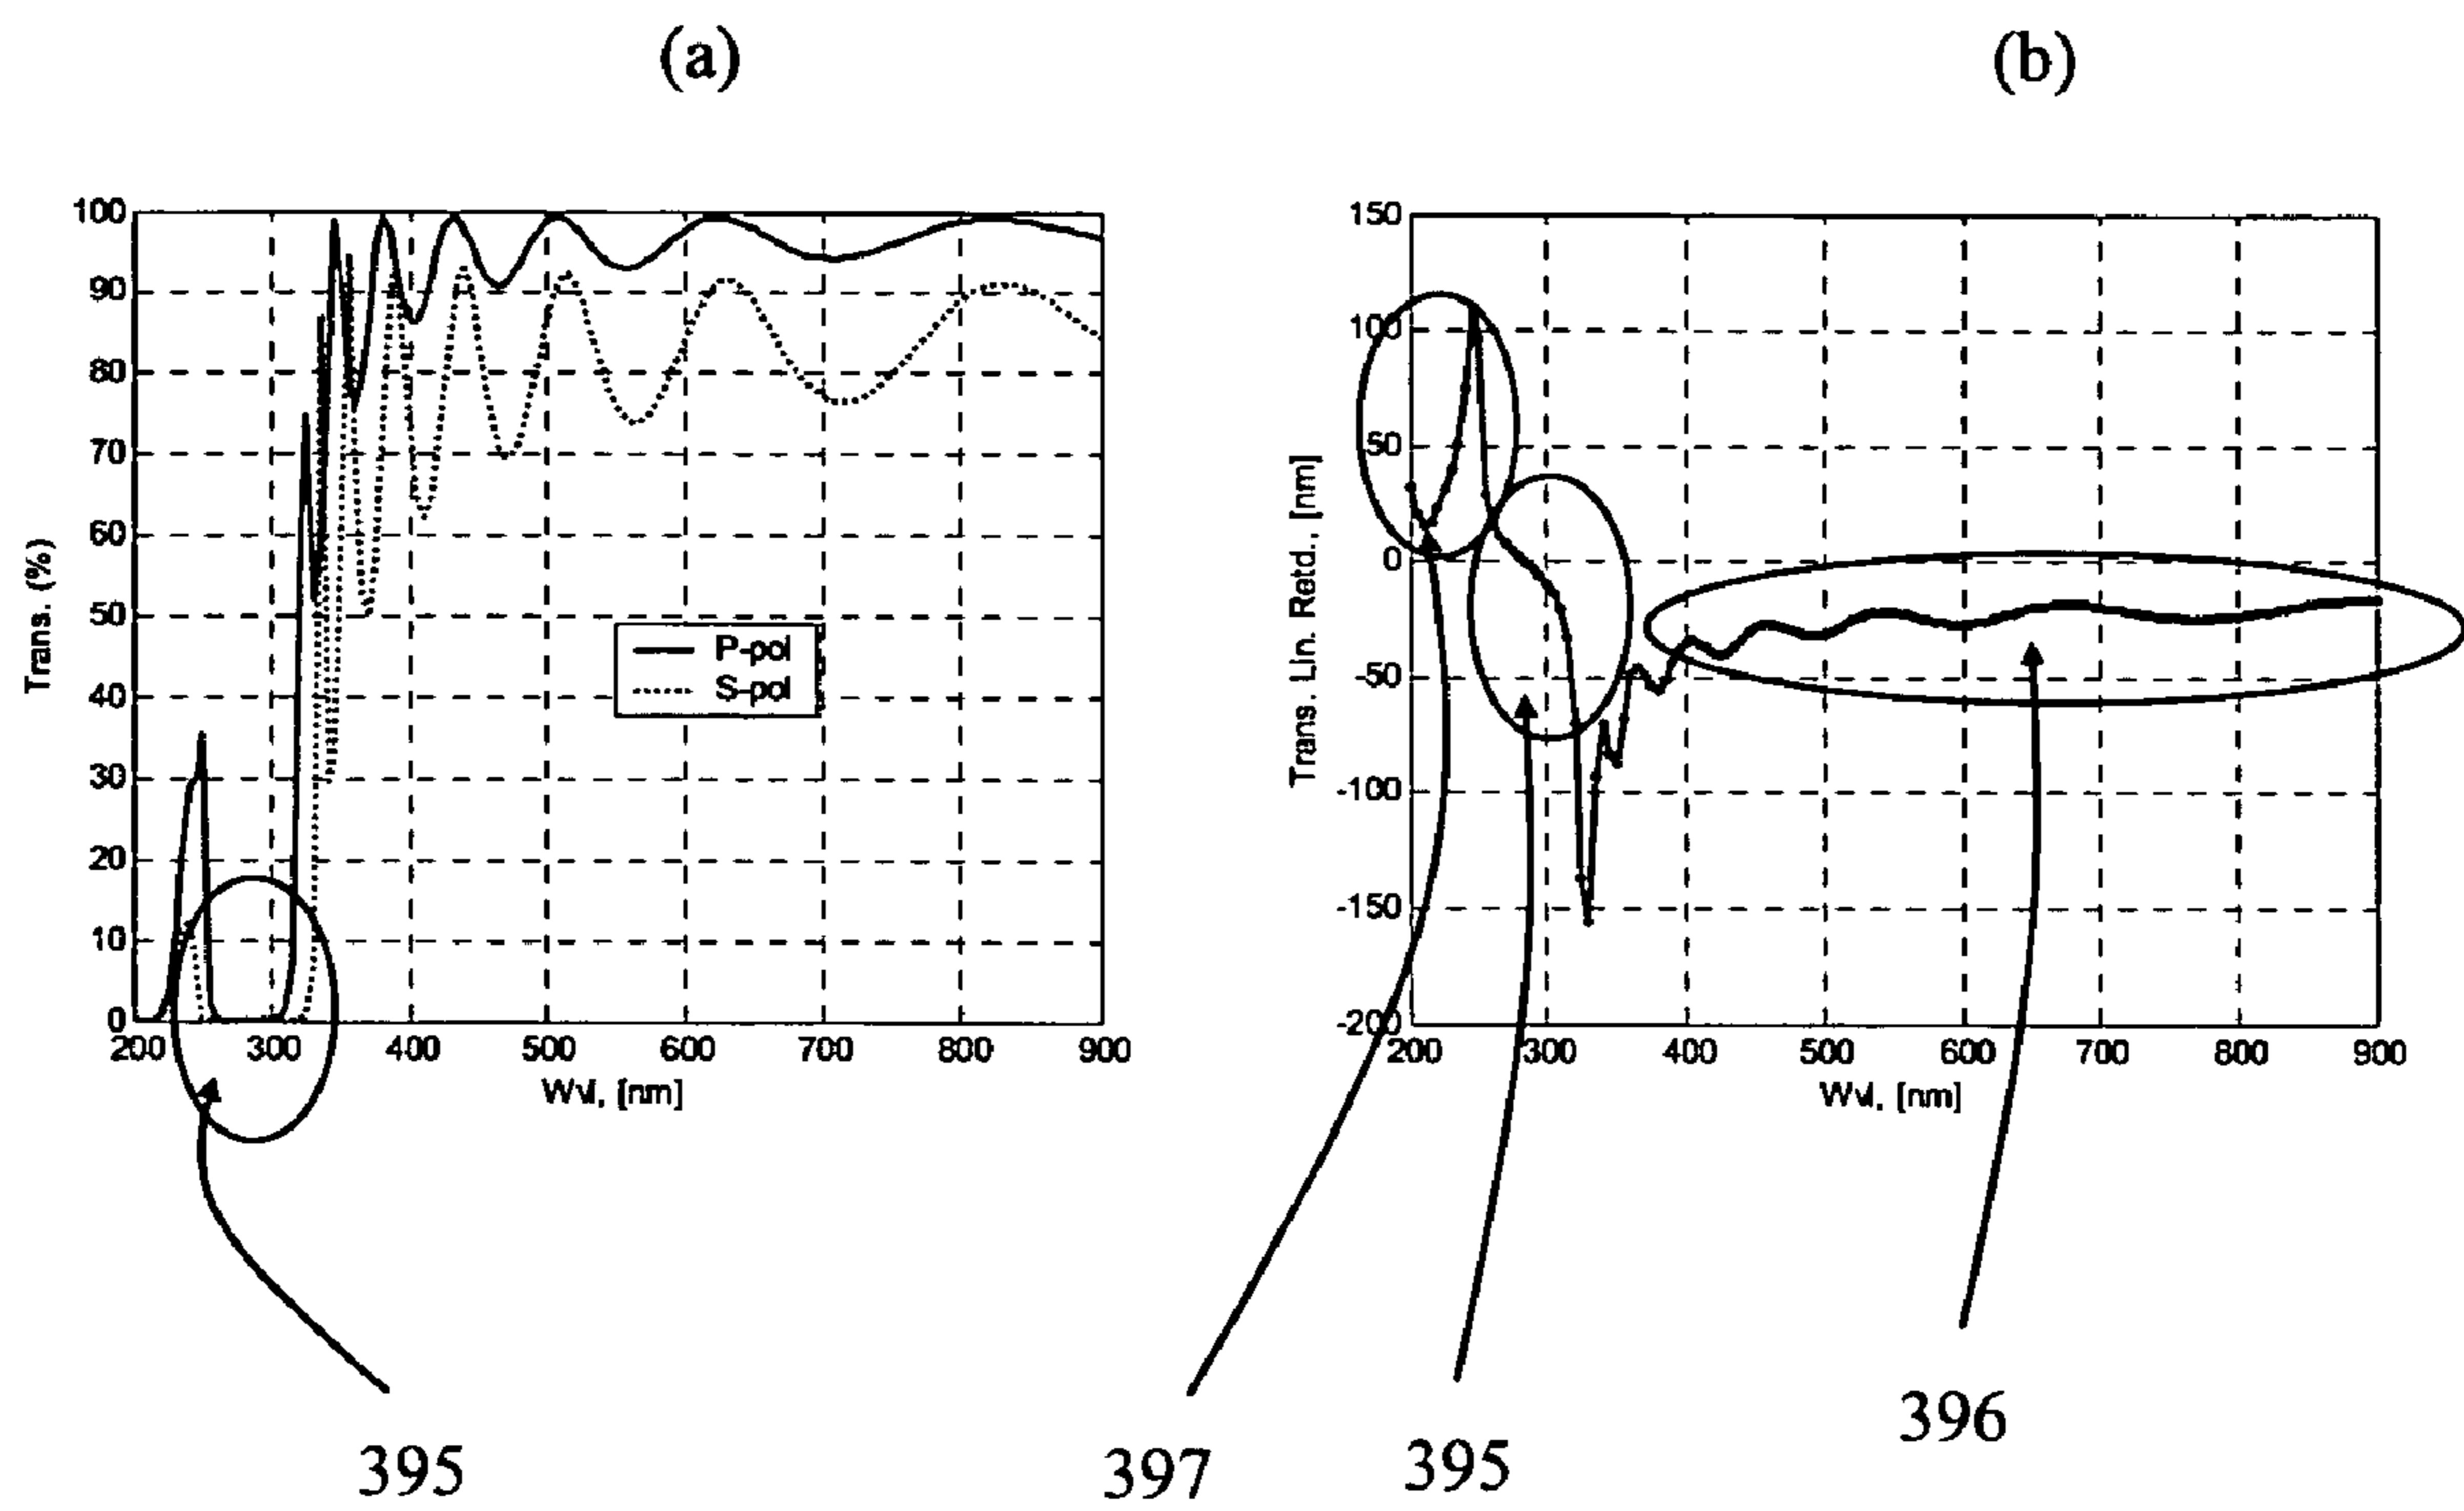 (a)
(b)
100
90
80
70
60
50
40
30
20
10
0
Trans. (%)
P-pol
S-pol
200 300 400 500 600 700 800 900
Wvl, [nm]
150
100
50
0
-50
-100
-150
-200
Trans. Lin. Retd., [nm]
200 300 400 500 600 700 800 900
Wvl, [nm]
395
397
395
396